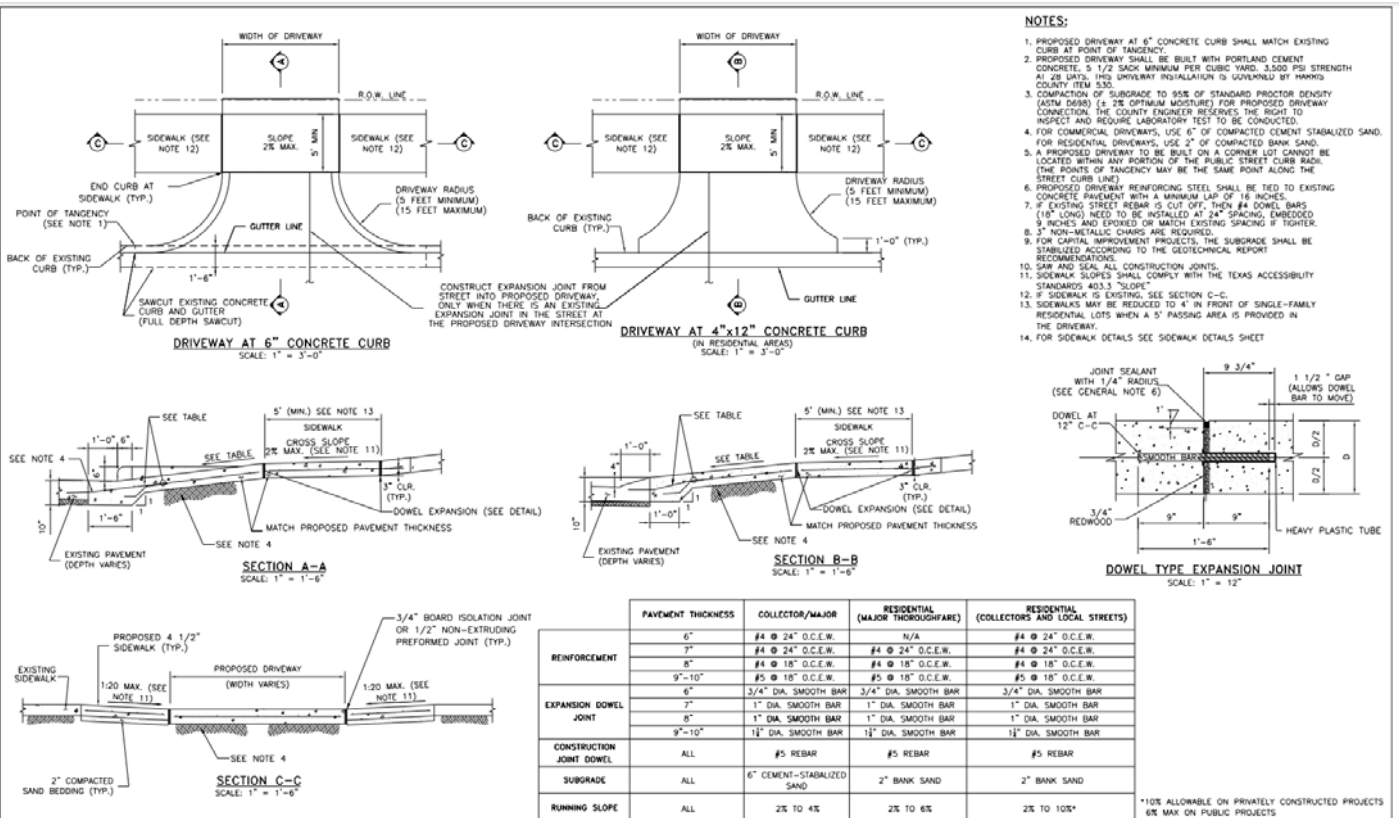 WIDTH OF DRIVEWAY
A
R.O.W. LINE
C
SIDEWALK (SEE
NOTE 12)
SLOPE
2% MAX.
5' MIN
SIDEWALK (SEE
NOTE 12)
C
END CURB AT
SIDEWALK (TYP.)
POINT OF TANGENCY
(SEE NOTE 1)
GUTTER LINE
DRIVEWAY RADIUS
(5 FEET MINIMUM)
(15 FEET MAXIMUM)
BACK OF EXISTING
CURB (TYP.)
1'-6"
SAWCUT EXISTING CONCRETE
CURB AND GUTTER
(FULL DEPTH SAWCUT)
A
CONSTRUCT EXPANSION JOINT FROM
STREET INTO PROPOSED DRIVEWAY,
ONLY WHEN THERE IS AN EXISTING
EXPANSION JOINT IN THE STREET AT
THE PROPOSED DRIVEWAY INTERSECTION
DRIVEWAY AT 6" CONCRETE CURB
SCALE: 1" = 3'-0"
WIDTH OF DRIVEWAY
B
R.O.W. LINE
C
SIDEWALK (SEE
NOTE 12)
SLOPE
2% MAX.
5' MIN
SIDEWALK (SEE
NOTE 12)
C
DRIVEWAY RADIUS
(5 FEET MINIMUM)
(15 FEET MAXIMUM)
BACK OF EXISTING
CURB (TYP.)
1'-0" (TYP.)
B
GUTTER LINE
DRIVEWAY AT 4"x12" CONCRETE CURB
(IN RESIDENTIAL AREAS)
SCALE: 1" = 3'-0"
NOTES:
1. PROPOSED DRIVEWAY AT 6" CONCRETE CURB SHALL MATCH EXISTING
CURB AT POINT OF TANGENCY.
2. PROPOSED DRIVEWAY SHALL BE BUILT WITH PORTLAND CEMENT
CONCRETE, 5 1/2 SACK MINIMUM PER CUBIC YARD. 3,500 PSI STRENGTH
AT 28 DAYS. THIS DRIVEWAY INSTALLATION IS GOVERNED BY HARRIS
COUNTY ITEM 530.
3. COMPACTION OF SUBGRADE TO 95% OF STANDARD PROCTOR DENSITY
(ASTM D698) (± 2% OPTIMUM MOISTURE) FOR PROPOSED DRIVEWAY
CONNECTION. THE COUNTY ENGINEER RESERVES THE RIGHT TO
INSPECT AND REQUIRE LABORATORY TEST TO BE CONDUCTED.
4. FOR COMMERCIAL DRIVEWAYS, USE 6" OF COMPACTED CEMENT STABALIZED SAND.
FOR RESIDENTIAL DRIVEWAYS, USE 2" OF COMPACTED BANK SAND.
5. A PROPOSED DRIVEWAY TO BE BUILT ON A CORNER LOT CANNOT BE
LOCATED WITHIN ANY PORTION OF THE PUBLIC STREET CURB RADII.
(THE POINTS OF TANGENCY MAY BE THE SAME POINT ALONG THE
STREET CURB LINE)
6. PROPOSED DRIVEWAY REINFORCING STEEL SHALL BE TIED TO EXISTING
CONCRETE PAVEMENT WITH A MINIMUM LAP OF 16 INCHES.
7. IF EXISTING STREET REBAR IS CUT OFF, THEN #4 DOWEL BARS
(18" LONG) NEED TO BE INSTALLED AT 24" SPACING, EMBEDDED
9 INCHES AND EPOXIED OR MATCH EXISTING SPACING IF TIGHTER.
8. 3" NON-METALLIC CHAIRS ARE REQUIRED.
9. FOR CAPITAL IMPROVEMENT PROJECTS, THE SUBGRADE SHALL BE
STABILIZED ACCORDING TO THE GEOTECHNICAL REPORT
RECOMMENDATIONS.
10. SAW AND SEAL ALL CONSTRUCTION JOINTS.
11. SIDEWALK SLOPES SHALL COMPLY WITH THE TEXAS ACCESSIBILITY
STANDARDS 403.3 "SLOPE"
12. IF SIDEWALK IS EXISTING, SEE SECTION C-C.
13. SIDEWALKS MAY BE REDUCED TO 4' IN FRONT OF SINGLE-FAMILY
RESIDENTIAL LOTS WHEN A 5' PASSING AREA IS PROVIDED IN
THE DRIVEWAY.
14. FOR SIDEWALK DETAILS SEE SIDEWALK DETAILS SHEET
SEE TABLE
5' (MIN.) SEE NOTE 13
SIDEWALK
1'-0" 6"
CROSS SLOPE
2% MAX. (SEE NOTE 11)
SEE NOTE 4
SEE TABLE
6"
3" CLR.
(TYP.)
1
1
1'-6"
10"
DOWEL EXPANSION (SEE DETAIL)
MATCH PROPOSED PAVEMENT THICKNESS
SEE NOTE 4
EXISTING PAVEMENT
(DEPTH VARIES)
SECTION A-A
SCALE: 1" = 1'-6"
SEE TABLE
5' (MIN.) SEE NOTE 13
SIDEWALK
1'-0"
CROSS SLOPE
2% MAX. (SEE NOTE 11)
SEE TABLE
4"
3" CLR.
(TYP.)
1
1
1'-0"
10"
DOWEL EXPANSION (SEE DETAIL)
MATCH PROPOSED PAVEMENT THICKNESS
SEE NOTE 4
EXISTING PAVEMENT
(DEPTH VARIES)
SECTION B-B
SCALE: 1" = 1'-6"
9 3/4"
JOINT SEALANT
WITH 1/4" RADIUS
(SEE GENERAL NOTE 6)
1 1/2 " GAP
(ALLOWS DOWEL
BAR TO MOVE)
DOWEL AT
12" C-C
1'
SMOOTH BAR
D/2
D/2
D
3/4"
REDWOOD
9"
9"
1'-6"
HEAVY PLASTIC TUBE
DOWEL TYPE EXPANSION JOINT
SCALE: 1" = 12"
PROPOSED 4 1/2"
SIDEWALK (TYP.)
3/4" BOARD ISOLATION JOINT
OR 1/2" NON-EXTRUDING
PREFORMED JOINT (TYP.)
EXISTING
SIDEWALK
PROPOSED DRIVEWAY
(WIDTH VARIES)
1:20 MAX. (SEE
NOTE 11)
1:20 MAX. (SEE
NOTE 11)
SEE NOTE 4
2" COMPACTED
SAND BEDDING (TYP.)
SECTION C-C
SCALE: 1" = 1'-6"
PAVEMENT THICKNESS COLLECTOR/MAJOR RESIDENTIAL (MAJOR THOROUGHFARE) RESIDENTIAL (COLLECTORS AND LOCAL STREETS)
REINFORCEMENT
6" #4 @ 24" O.C.E.W. N/A #4 @ 24" O.C.E.W.
7" #4 @ 24" O.C.E.W. #4 @ 24" O.C.E.W. #4 @ 24" O.C.E.W.
8" #4 @ 18" O.C.E.W. #4 @ 18" O.C.E.W. #4 @ 18" O.C.E.W.
9"-10" #5 @ 18" O.C.E.W. #5 @ 18" O.C.E.W. #5 @ 18" O.C.E.W.
EXPANSION DOWEL JOINT
6" 3/4" DIA. SMOOTH BAR 3/4" DIA. SMOOTH BAR 3/4" DIA. SMOOTH BAR
7" 1" DIA. SMOOTH BAR 1" DIA. SMOOTH BAR 1" DIA. SMOOTH BAR
8" 1" DIA. SMOOTH BAR 1" DIA. SMOOTH BAR 1" DIA. SMOOTH BAR
9"-10" DIA. SMOOTH BAR DIA. SMOOTH BAR DIA. SMOOTH BAR
CONSTRUCTION JOINT DOWEL ALL #5 REBAR #5 REBAR #5 REBAR
SUBGRADE ALL 6" CEMENT-STABALIZED SAND 2" BANK SAND 2" BANK SAND
RUNNING SLOPE ALL 2% TO 4% 2% TO 6% 2% TO 10%*
*10% ALLOWABLE ON PRIVATELY CONSTRUCTED PROJECTS
6% MAX ON PUBLIC PROJECTS